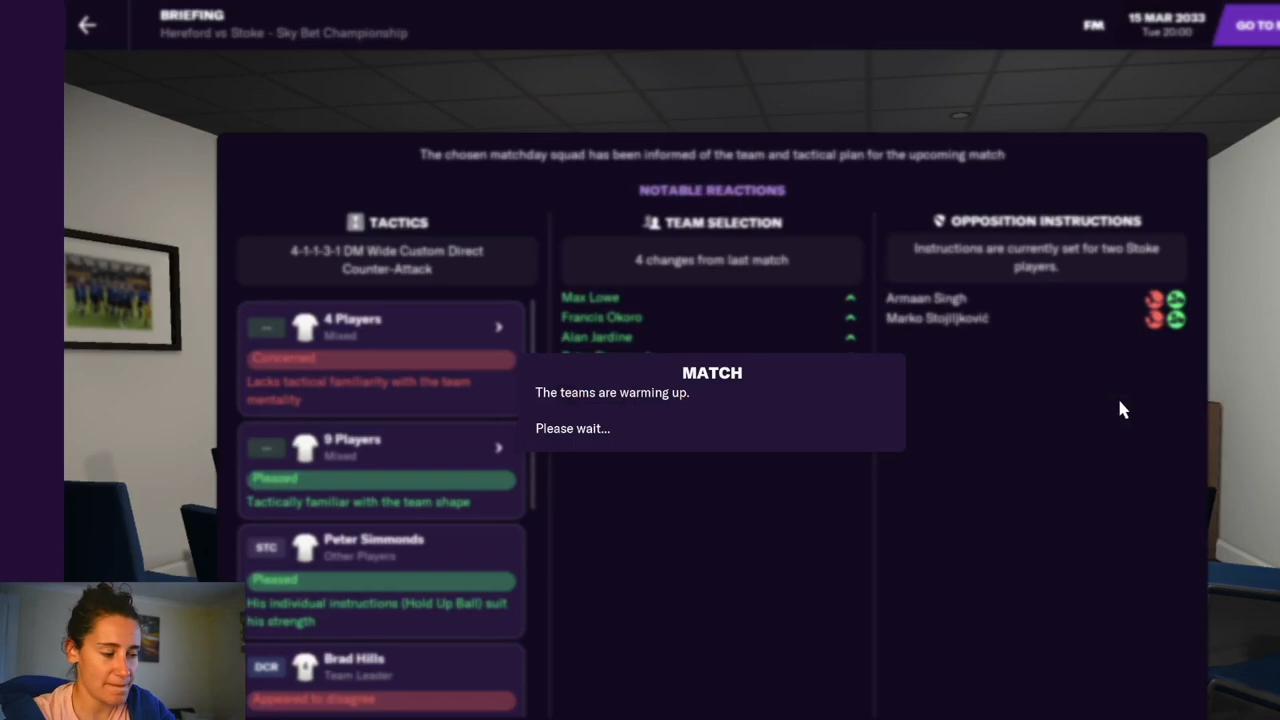 BRIEFING
Hereford vs Stoke - Sky Bet Championship
FM
15 MAR 2033
Tue 20:00
GO TO
The chosen matchday squad has been informed of the team and tactical plan for the upcoming match
NOTABLE REACTIONS
TACTICS
4-1-1-3-1 DM Wide Custom Direct
Counter-Attack
4 Players
Mixed
Concerned
Lacks tactical familiarity with the team
mentality
9 Players
Mixed
Pleased
Tactically familiar with the team shape
STC
Peter Simmonds
Other Players
Pleased
His individual instructions (Hold Up Ball) suit
his strength
DCR
Brad Hills
Team Leader
Appeared to disagree
TEAM SELECTION
4 changes from last match
Max Lowe
Francis Okoro
Alan Jardine
OPPOSITION INSTRUCTIONS
Instructions are currently set for two Stoke
players.
Armaan Singh
Marko Stojiljković
MATCH
The teams are warming up.
Please wait...